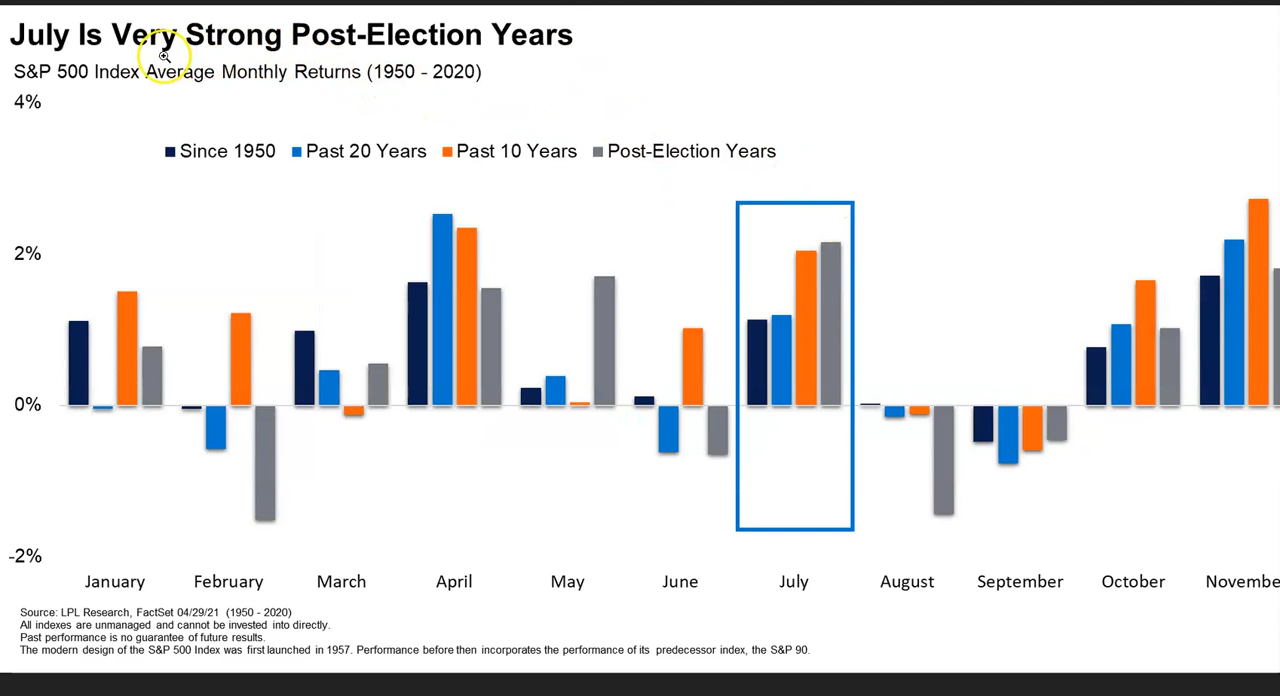 July Is Very Strong Post-Election Years
S&P 500 Index Average Monthly Returns (1950 - 2020)
4%
Since 1950 Past 20 Years Past 10 Years Post-Election Years
2%
0%
-2%
January February March April May June July August September October Novembe
Source: LPL Research, FactSet 04/29/21 (1950 - 2020)
All indexes are unmanaged and cannot be invested into directly.
Past performance is no guarantee of future results.
The modern design of the S&P 500 Index was first launched in 1957. Performance before then incorporates the performance of its predecessor index, the S&P 90.